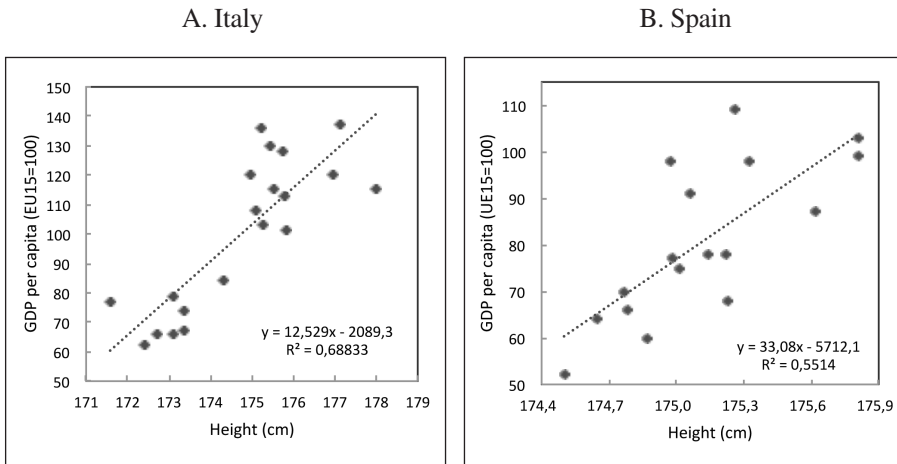 A. Italy
GDP per capita (EU15=100)
150
140
130
120
110
100
90
80
70
60
50
y = 12,529x - 2089,3
R² = 0,68833
171 172 173 174 175 176 177 178 179
Height (cm)
B. Spain
GDP per capita (UE15=100)
110
100
90
80
70
60
50
y = 33,08x - 5712,1
R² = 0,5514
174,4 174,7 175,0 175,3 175,6 175,9
Height (cm)